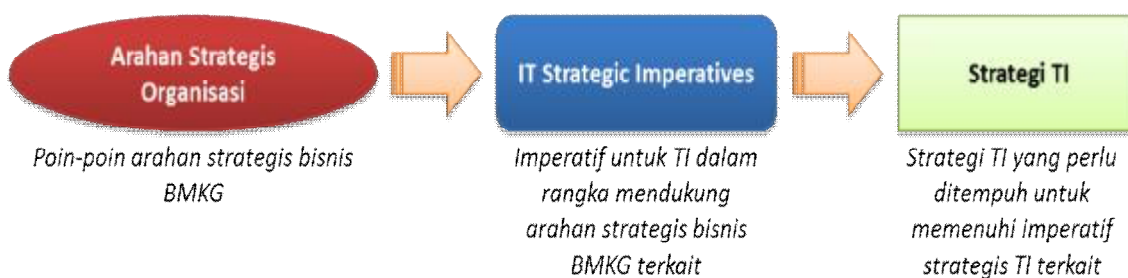 Arahan Strategis
Organisasi
IT Strategic Imperatives
Strategi TI
Poin-poin arahan strategis bisnis
BMKG
Imperatif untuk TI dalam
rangka mendukung
arahan strategis bisnis
BMKG terkait
Strategi TI yang perlu
ditempuh untuk
memenuhi imperatif
strategis TI terkait